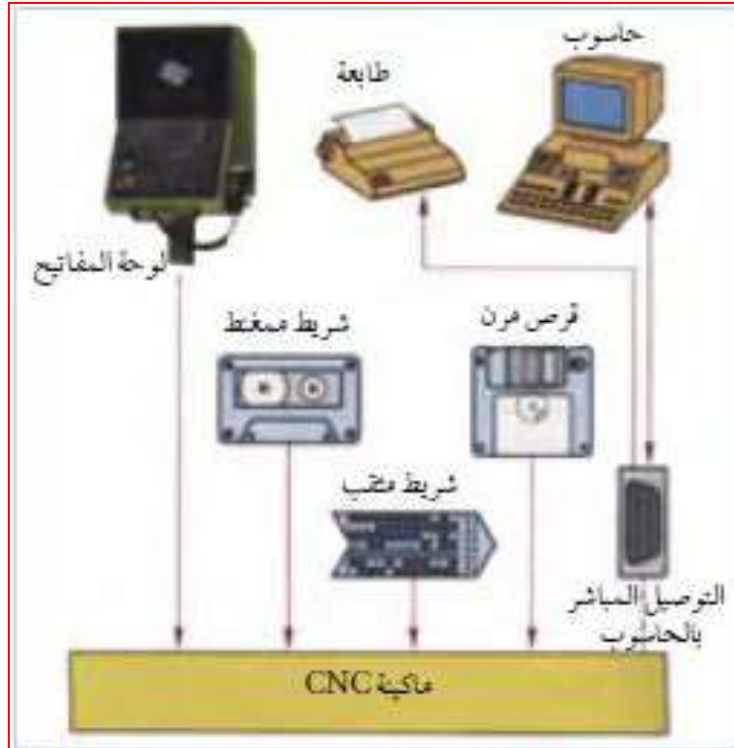 حاسوب
طابعة
لوحة المفاتيح
قرص مرن
شريط ممغنط
شريط مثقب
التوصيل المباشر
بالحاسوب
ماكينة CNC